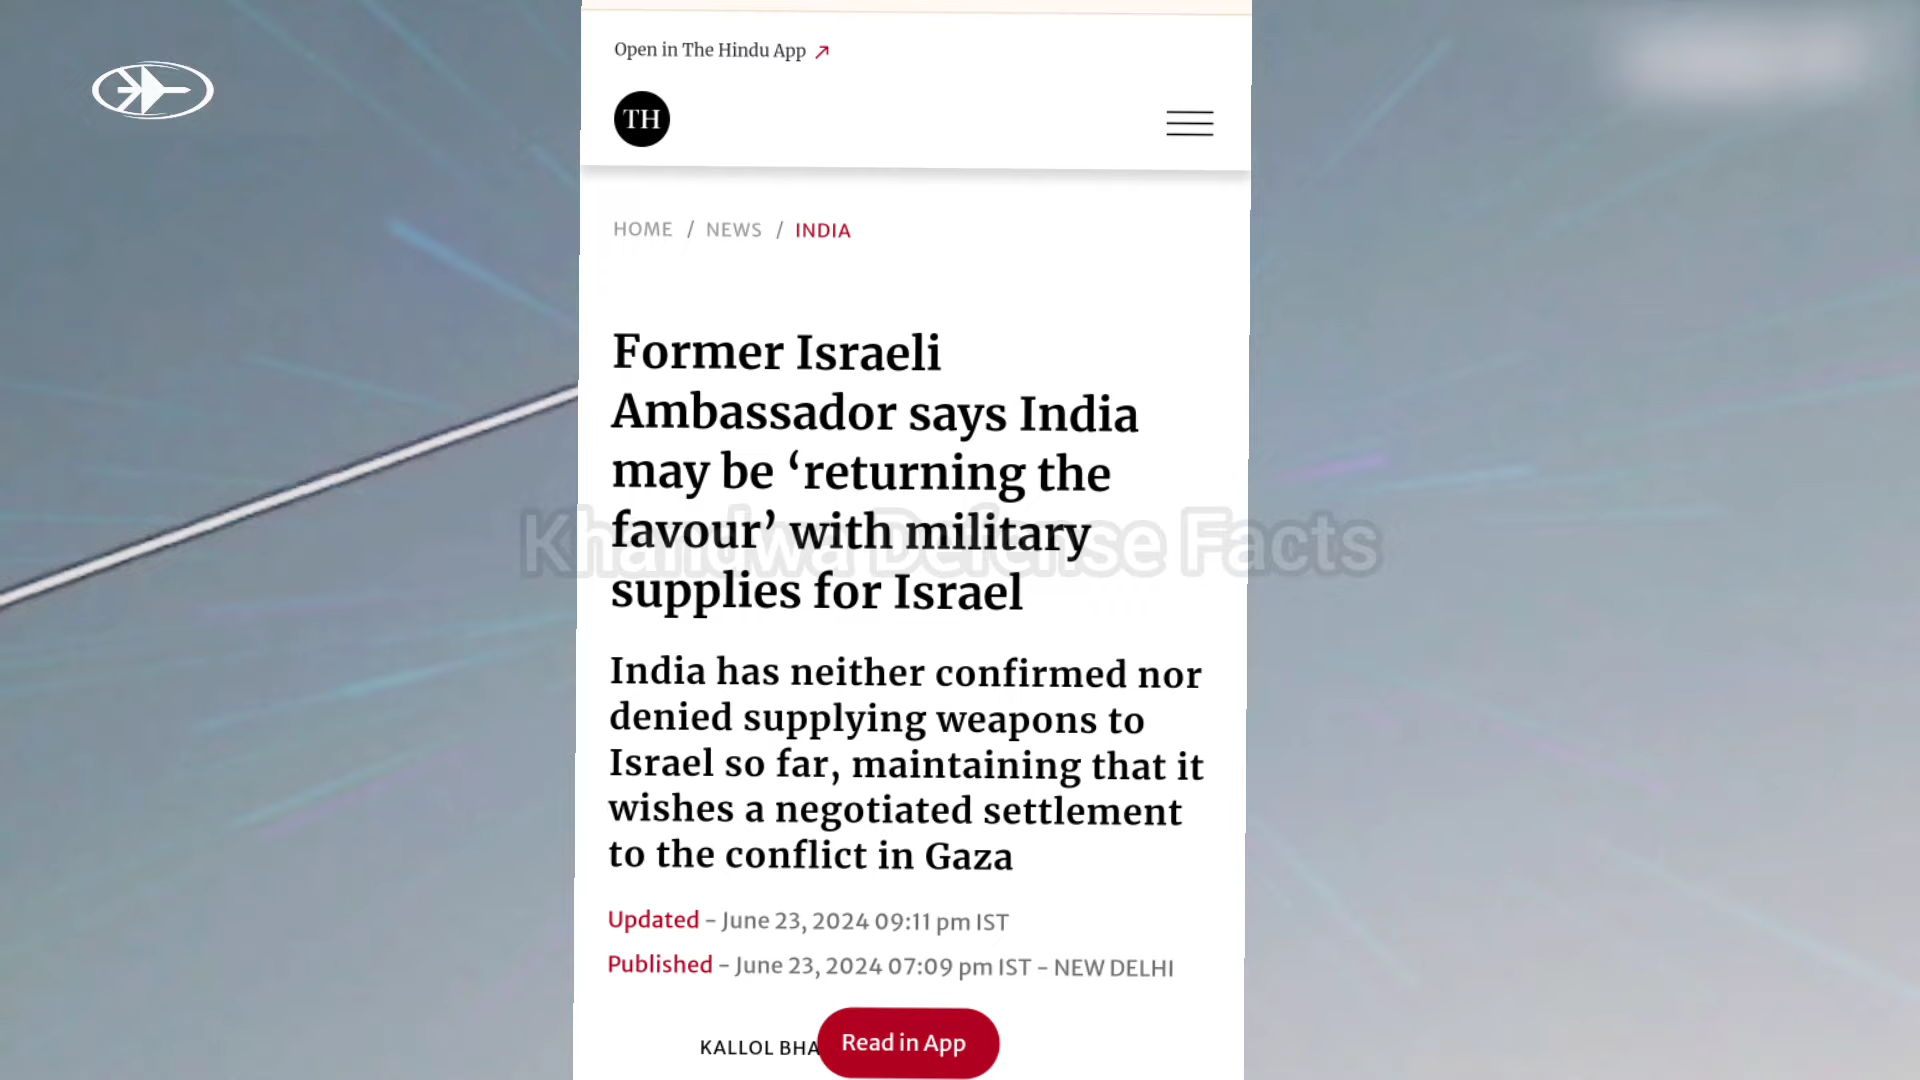 Open in The Hindu App
TH
HOME / NEWS / INDIA
Former Israeli
Ambassador says India
may be ‘returning the
favour’ with military
supplies for Israel
Khandwa Defense Facts
India has neither confirmed nor
denied supplying weapons to
Israel so far, maintaining that it
wishes a negotiated settlement
to the conflict in Gaza
Updated – June 23, 2024 09:11 pm IST
Published – June 23, 2024 07:09 pm IST – NEW DELHI
KALLOL BHA
Read in App